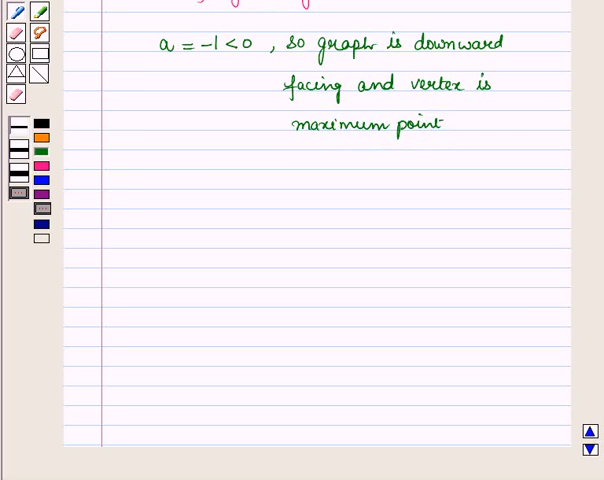 a = -1 < 0 , so graph is downward
facing and vertex is
maximum point